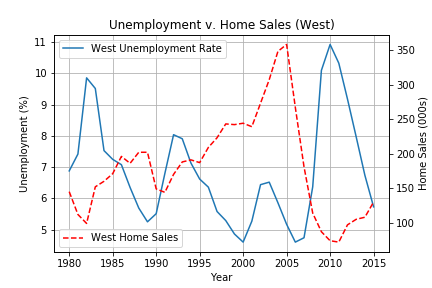 Unemployment v. Home Sales (West)
West Unemployment Rate
West Home Sales
Unemployment (%)
11
10
9
8
7
6
5
Home Sales (000s)
350
300
250
200
150
100
1980 1985 1990 1995 2000 2005 2010 2015
Year